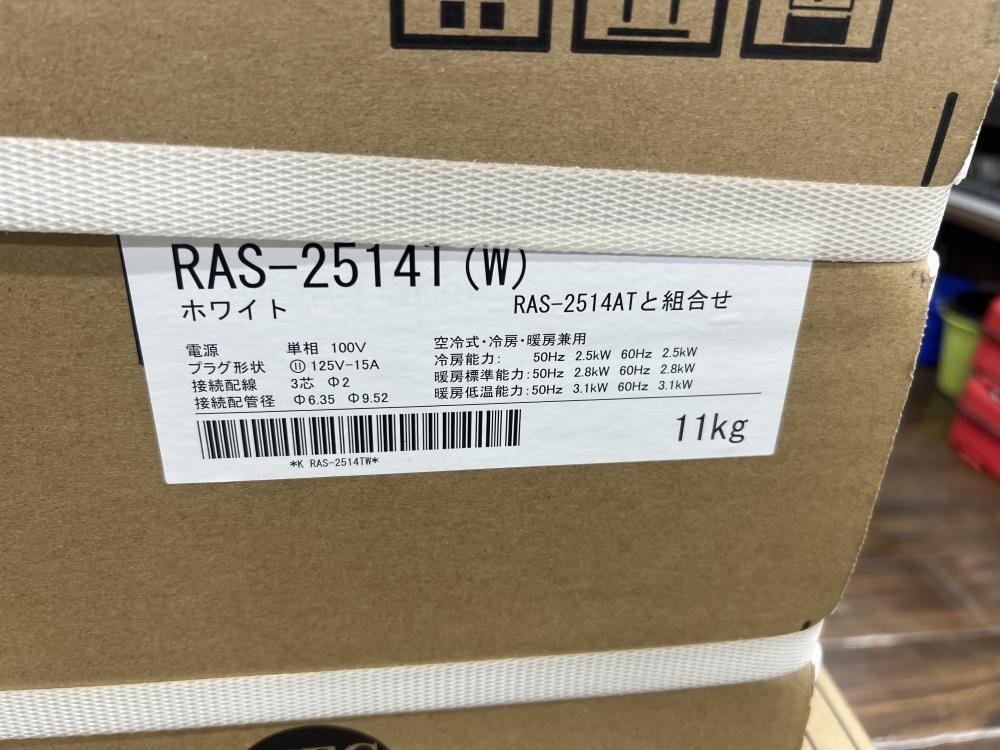 RAS-2514T(W)
ホワイト RAS-2514ATと組合せ
電源 単相 100V
プラグ形状 125V-15A
接続配線 3芯 Φ2
接続配管径 Φ6.35 Φ9.52
空冷式・冷房・暖房兼用
冷房能力: 50Hz 2.5kW 60Hz 2.5kW
暖房標準能力:50Hz 2.8kW 60Hz 2.8kW
暖房低温能力:50Hz 3.1kW 60Hz 3.1kW
*K RAS-2514TW*
11kg